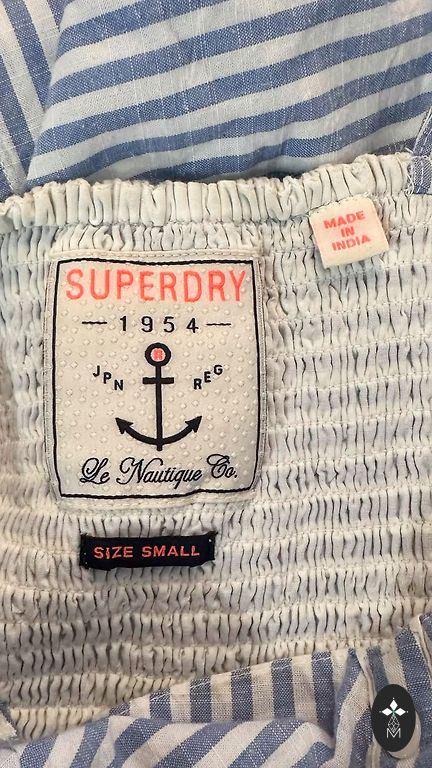 MADE
IN
INDIA
SUPERDRY
— 1954 —
R
JPN REG
Le Nautique Co.
SIZE SMALL
M